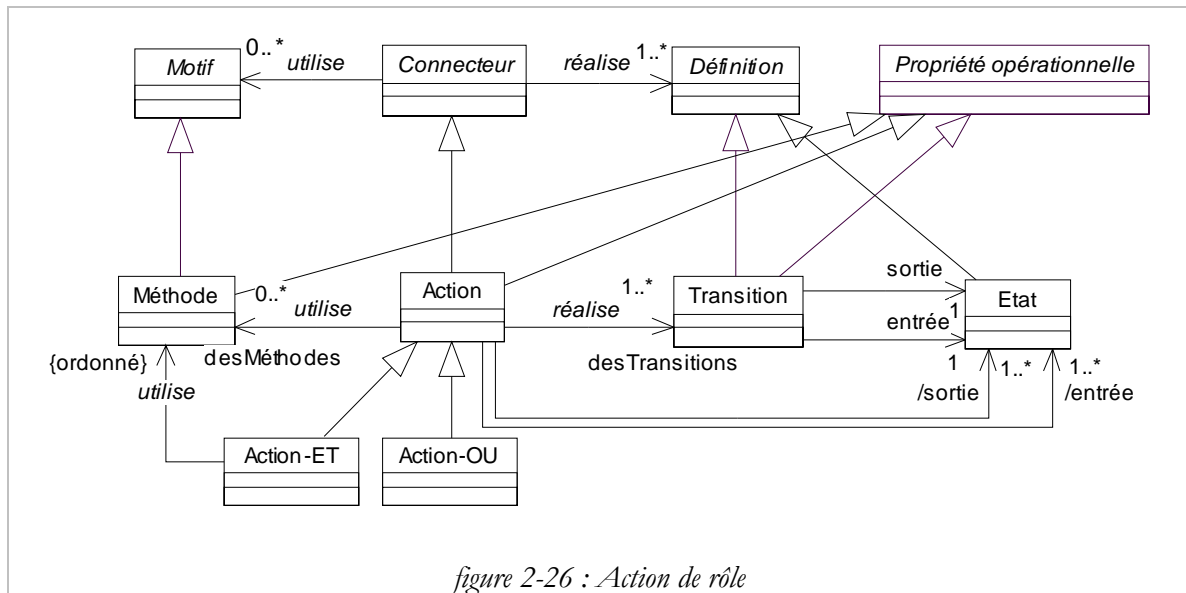 0..* utilise
réalise 1..*
Motif
Connecteur
Définition
Propriété opérationnelle
Méthode
0..* utilise
Action
réalise 1..*
Transition
sortie
1
Etat
entrée
1
{ordonné}
desMéthodes
desTransitions
1..*
1..*
utilise
/sortie
/entrée
Action-ET
Action-OU
figure 2-26 : Action de rôle